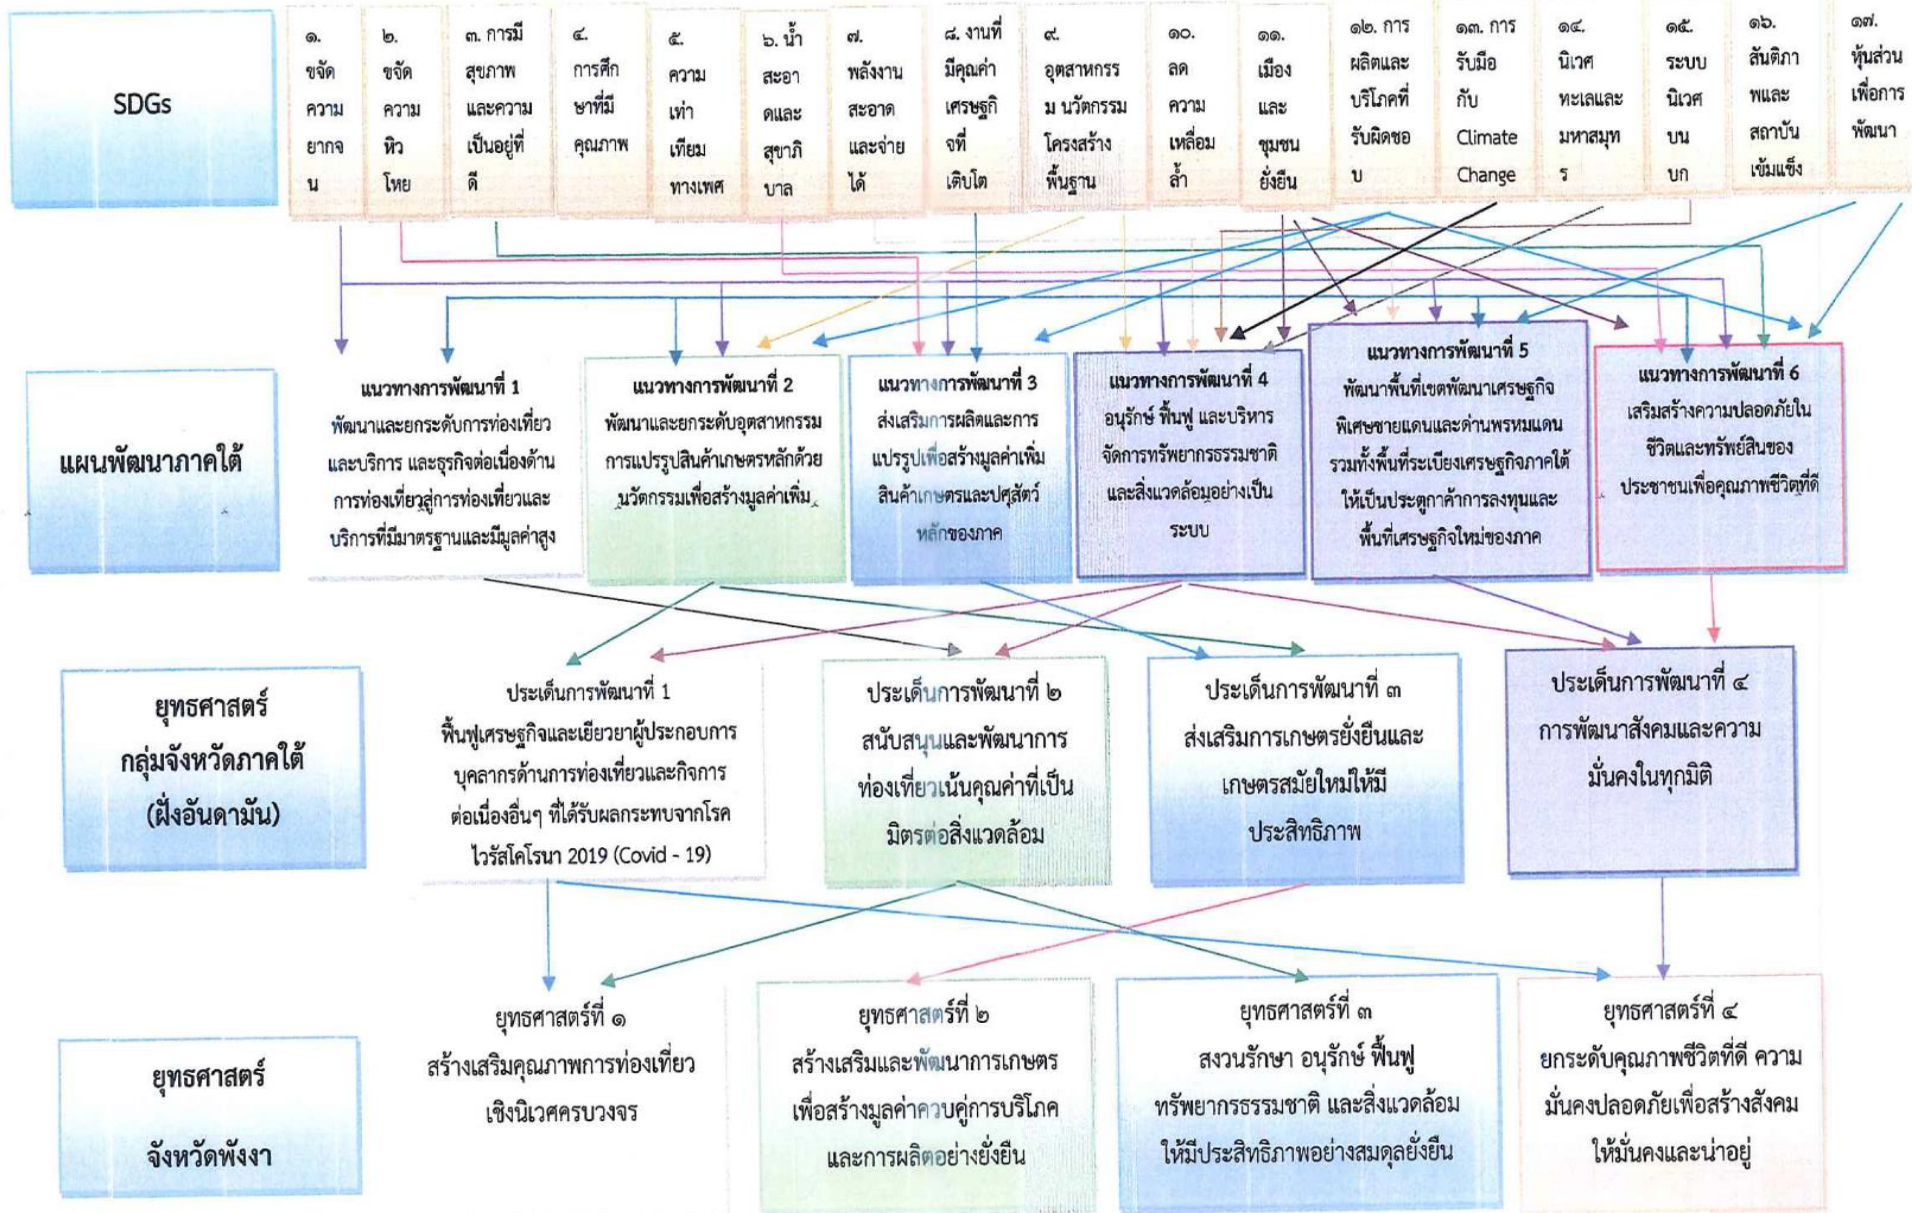 SDGs
๑.
ขจัด
ความ
ยากจ
น
๒.
ขจัด
ความ
หิว
โหย
๓. การมี
สุขภาพ
และความ
เป็นอยู่ที่
ดี
๔.
การศึก
ษาที่มี
คุณภาพ
๕.
ความ
เท่า
เทียม
ทางเพศ
๖. น้ำ
สะอา
ดและ
สุขาภิ
บาล
๗.
พลังงาน
สะอาด
และจ่าย
ได้
๘. งานที่
มีคุณค่า
เศรษฐกิ
จที่
เติบโต
๙.
อุตสาหกรร
ม นวัตกรรม
โครงสร้าง
พื้นฐาน
๑๐.
ลด
ความ
เหลื่อม
ล้ำ
๑๑.
เมือง
และ
ชุมชน
ยั่งยืน
๑๒. การ
ผลิตและ
บริโภคที่
รับผิดชอ
บ
๑๓. การ
รับมือ
กับ
Climate
Change
๑๔.
นิเวศ
ทะเลและ
มหาสมุท
ร
๑๕.
ระบบ
นิเวศ
บน
บก
๑๖.
สันติภา
พและ
สถาบัน
เข้มแข็ง
๑๗.
หุ้นส่วน
เพื่อการ
พัฒนา
แผนพัฒนาภาคใต้
แนวทางการพัฒนาที่ 1
พัฒนาและยกระดับการท่องเที่ยว
และบริการ และธุรกิจต่อเนื่องด้าน
การท่องเที่ยวสู่การท่องเที่ยวและ
บริการที่มีมาตรฐานและมีมูลค่าสูง
แนวทางการพัฒนาที่ 2
พัฒนาและยกระดับอุตสาหกรรม
การแปรรูปสินค้าเกษตรหลักด้วย
นวัตกรรมเพื่อสร้างมูลค่าเพิ่ม
แนวทางการพัฒนาที่ 3
ส่งเสริมการผลิตและการ
แปรรูปเพื่อสร้างมูลค่าเพิ่ม
สินค้าเกษตรและปศุสัตว์
หลักของภาค
แนวทางการพัฒนาที่ 4
อนุรักษ์ ฟื้นฟู และบริหาร
จัดการทรัพยากรธรรมชาติ
และสิ่งแวดล้อมอย่างเป็น
ระบบ
แนวทางการพัฒนาที่ 5
พัฒนาพื้นที่เขตพัฒนาเศรษฐกิจ
พิเศษชายแดนและด่านพรหมแดน
รวมทั้งพื้นที่ระเบียงเศรษฐกิจภาคใต้
ให้เป็นประตูการค้าการลงทุนและ
พื้นที่เศรษฐกิจใหม่ของภาค
แนวทางการพัฒนาที่ 6
เสริมสร้างความปลอดภัยใน
ชีวิตและทรัพย์สินของ
ประชาชนเพื่อคุณภาพชีวิตที่ดี
ยุทธศาสตร์
กลุ่มจังหวัดภาคใต้
(ฝั่งอันดามัน)
ประเด็นการพัฒนาที่ 1
ฟื้นฟูเศรษฐกิจและเยียวยาผู้ประกอบการ
บุคลากรด้านการท่องเที่ยวและกิจการ
ต่อเนื่องอื่นๆ ที่ได้รับผลกระทบจากโรค
ไวรัสโคโรนา 2019 (Covid - 19)
ประเด็นการพัฒนาที่ ๒
สนับสนุนและพัฒนาการ
ท่องเที่ยวเน้นคุณค่าที่เป็น
มิตรต่อสิ่งแวดล้อม
ประเด็นการพัฒนาที่ ๓
ส่งเสริมการเกษตรยั่งยืนและ
เกษตรสมัยใหม่ให้มี
ประสิทธิภาพ
ประเด็นการพัฒนาที่ ๔
การพัฒนาสังคมและความ
มั่นคงในทุกมิติ
ยุทธศาสตร์
จังหวัดพังงา
ยุทธศาสตร์ที่ ๑
สร้างเสริมคุณภาพการท่องเที่ยว
เชิงนิเวศครบวงจร
ยุทธศาสตร์ที่ ๒
สร้างเสริมและพัฒนาการเกษตร
เพื่อสร้างมูลค่าควบคู่การบริโภค
และการผลิตอย่างยั่งยืน
ยุทธศาสตร์ที่ ๓
สงวนรักษา อนุรักษ์ ฟื้นฟู
ทรัพยากรธรรมชาติ และสิ่งแวดล้อม
ให้มีประสิทธิภาพอย่างสมดุลยั่งยืน
ยุทธศาสตร์ที่ ๔
ยกระดับคุณภาพชีวิตที่ดี ความ
มั่นคงปลอดภัยเพื่อสร้างสังคม
ให้มั่นคงและน่าอยู่